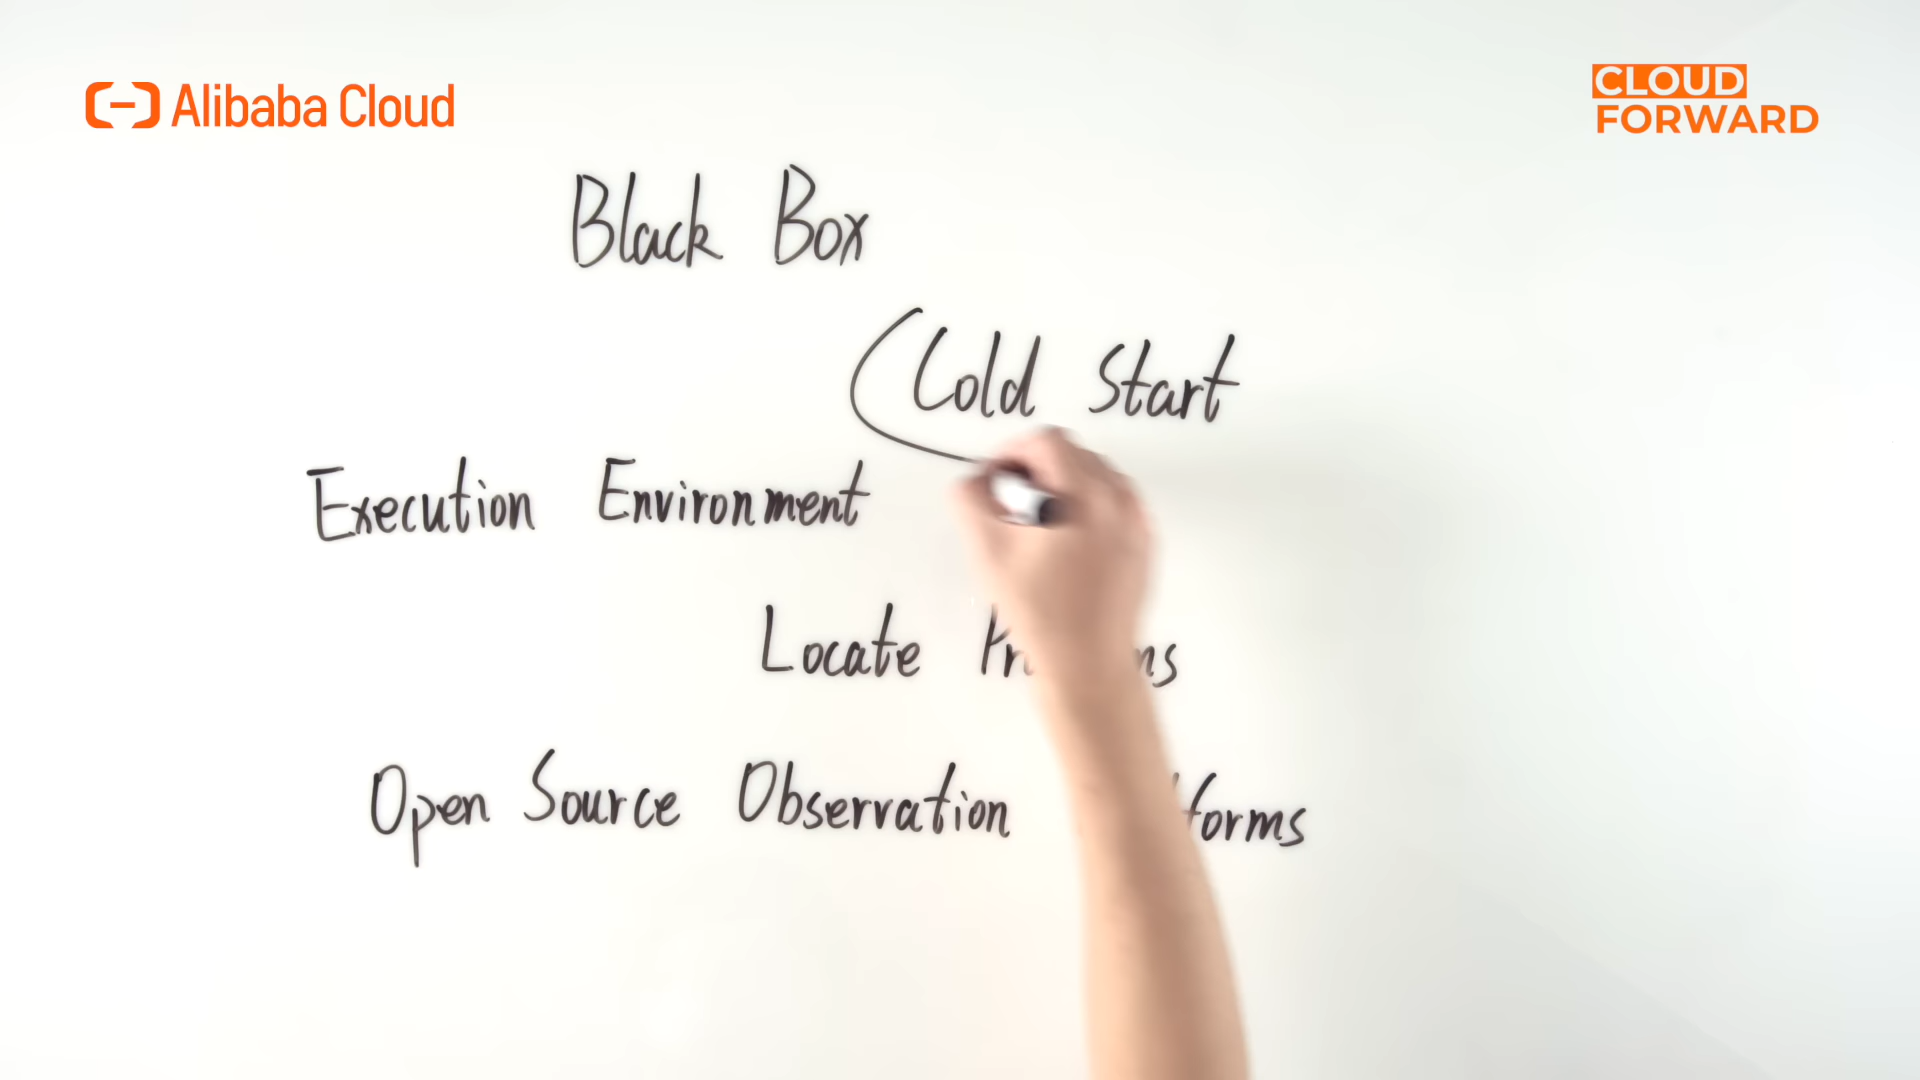 Alibaba Cloud
CLOUD
FORWARD
Black Box
Cold Start
Execution Environment
Locate
Open Source Observation